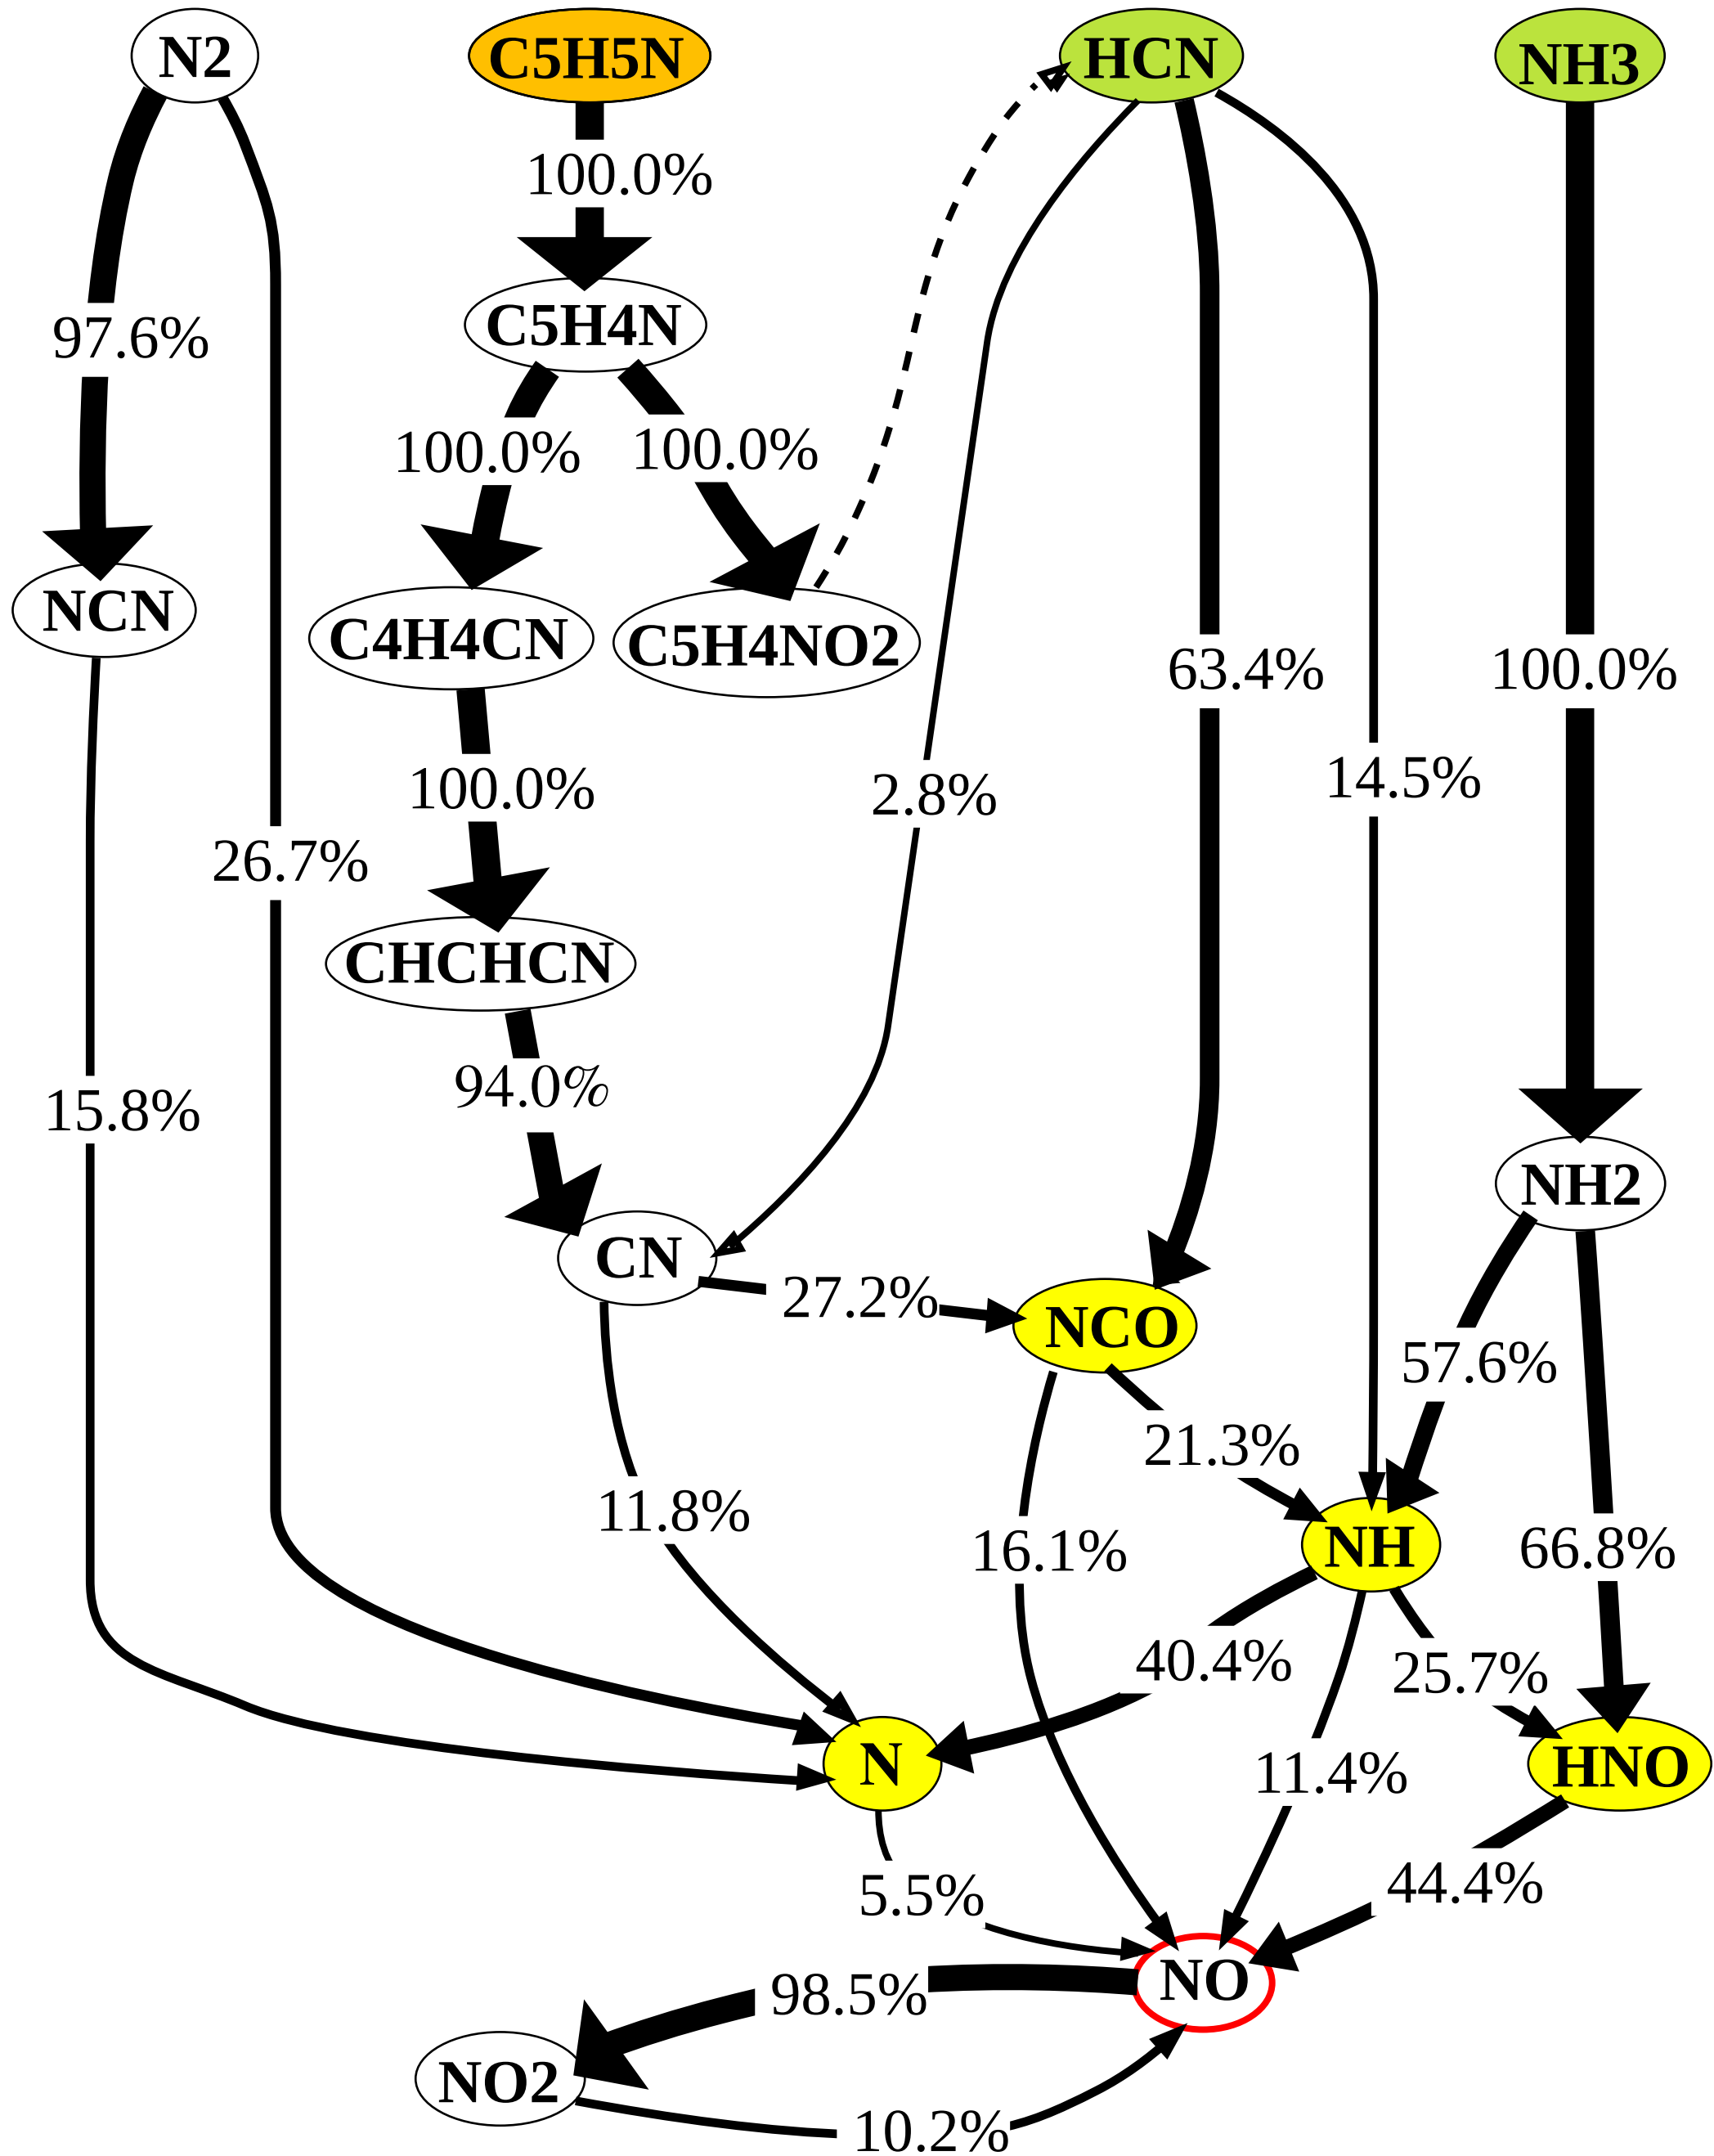 N2
C5H5N
HCN
NH3
100.0%
C5H4N
97.6%
100.0%
100.0%
NCN
C4H4CN
C5H4NO2
63.4%
100.0%
100.0%
2.8%
14.5%
26.7%
CHCHCN
94.0%
15.8%
NH2
CN
27.2%
NCO
57.6%
21.3%
11.8%
16.1%
NH
66.8%
40.4%
25.7%
N
11.4%
HNO
5.5%
44.4%
NO
98.5%
NO2
10.2%